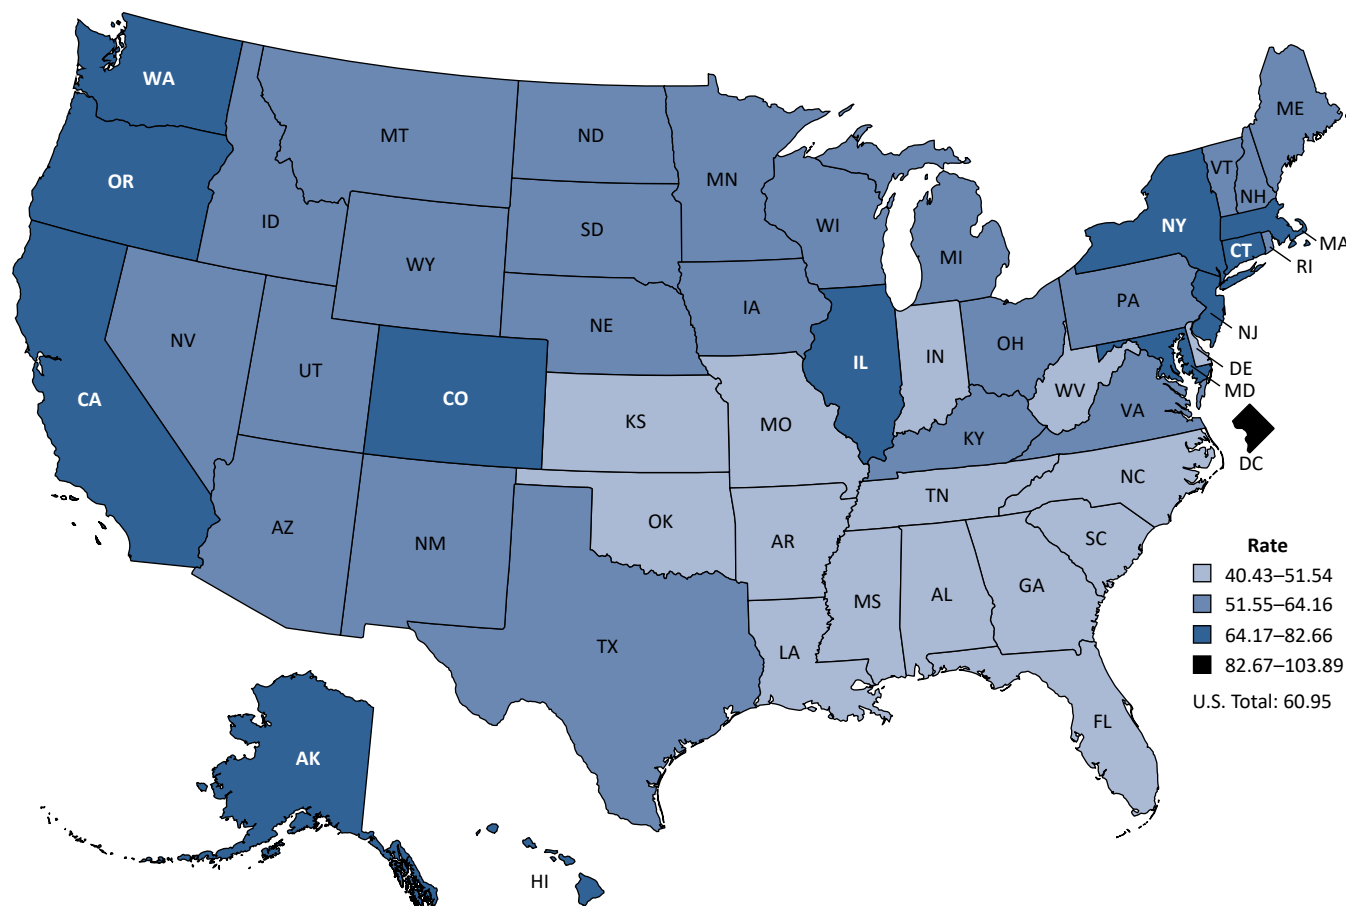 WA
MT
ND
ME
OR
MN
VT
NH
ID
SD
WI
NY
MA
WY
MI
CT
RI
IA
PA
NE
NV
OH
NJ
UT
IL
IN
DE
CA
CO
WV
MD
KS
MO
KY
VA
DC
NC
TN
AZ
NM
OK
AR
SC
GA
MS
AL
TX
LA
FL
Rate
40.43–51.54
51.55–64.16
64.17–82.66
82.67–103.89
U.S. Total: 60.95
AK
HI